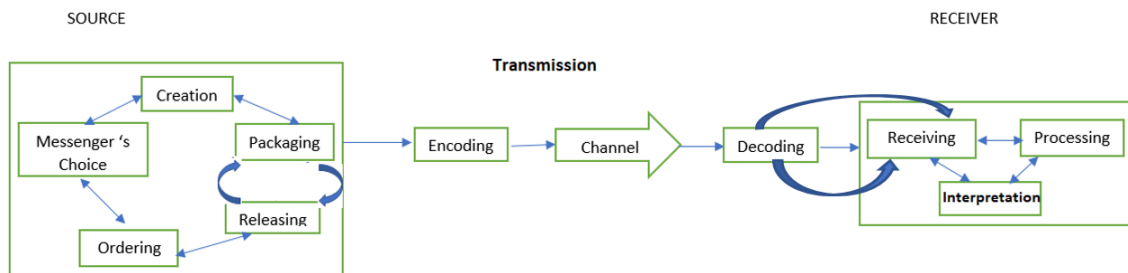 SOURCE
RECEIVER
Transmission
Creation
Messenger ‘s
Choice
Packaging
Releasing
Ordering
Encoding
Channel
Decoding
Receiving
Processing
Interpretation